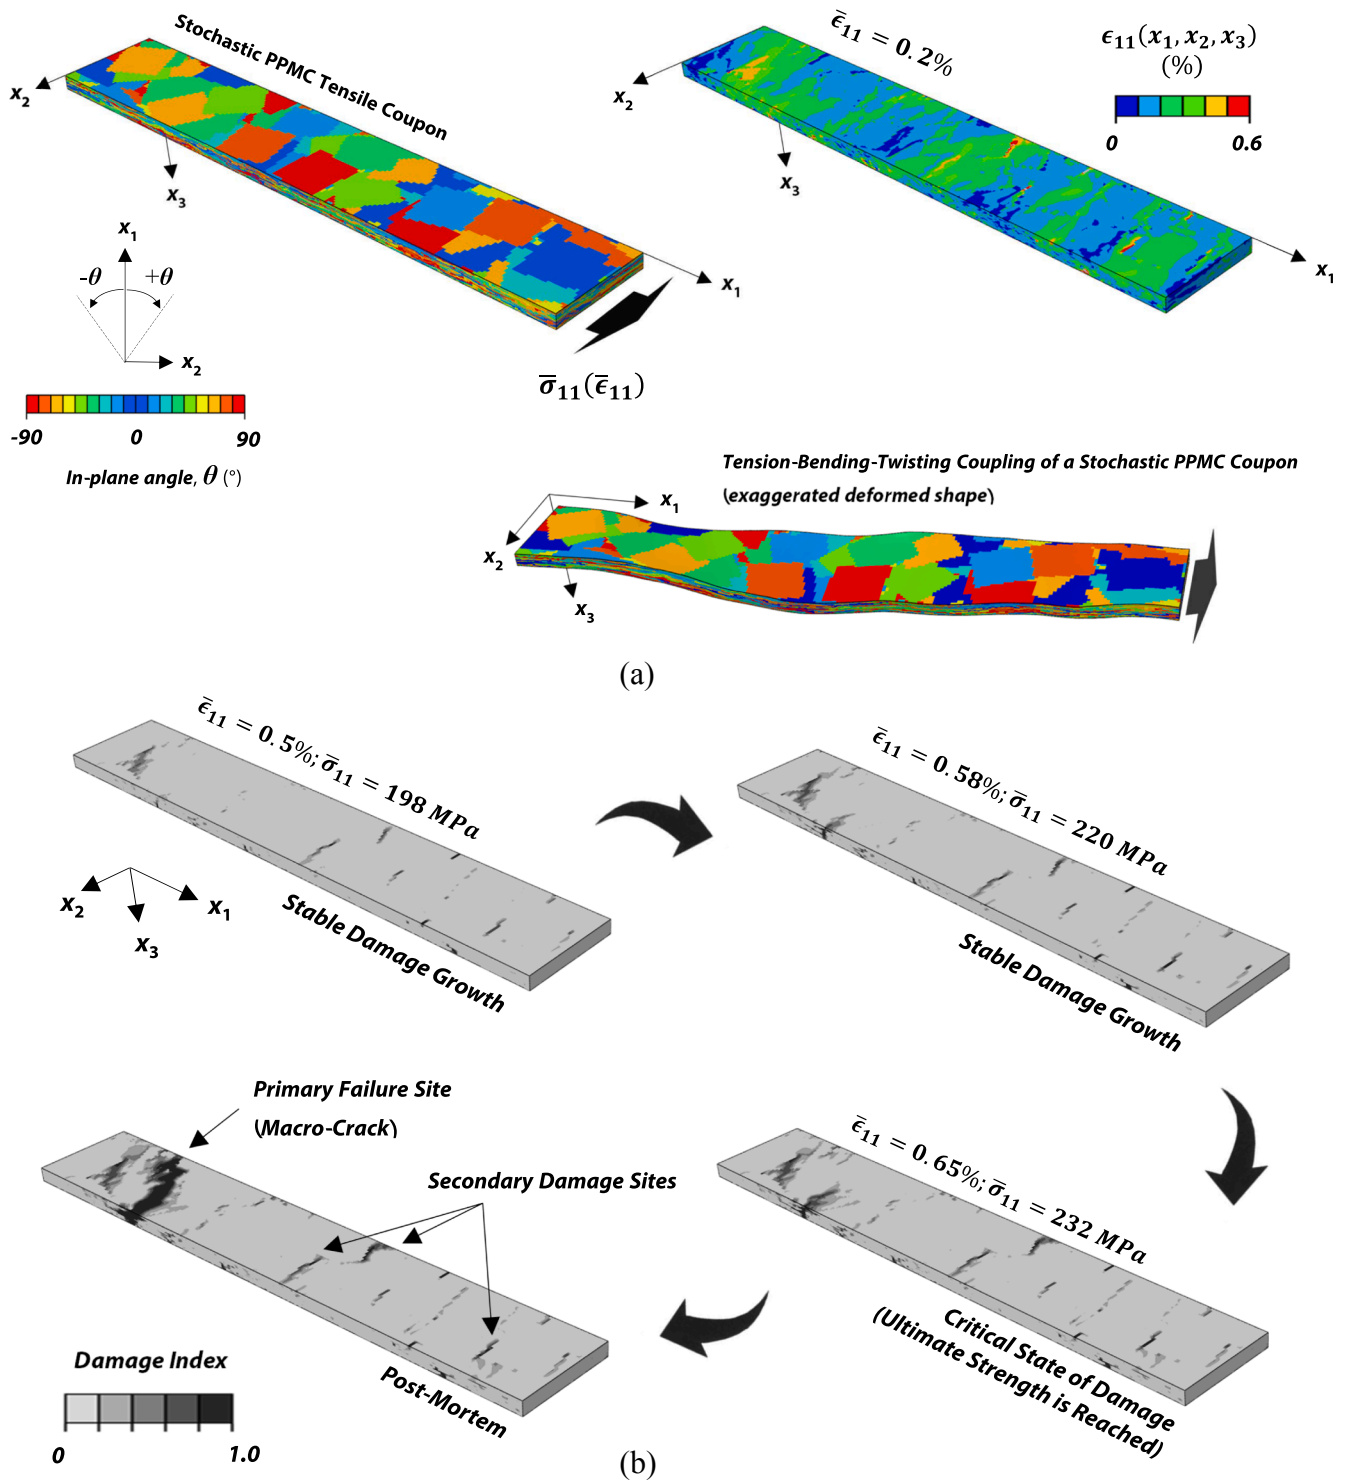 Stochastic PPMC Tensile Coupon
x2
x3
x1
ε̄11 = 0.2%
ϵ11(x1, x2, x3)
(%)
0 0.6
x2
x3
x1
x1
-θ +θ
x2
σ̄11(ε̄11)
-90 0 90
In-plane angle, θ (°)
Tension-Bending-Twisting Coupling of a Stochastic PPMC Coupon
(exaggerated deformed shape)
x1
x2
x3
(a)
ε̄11 = 0.5%; σ̄11 = 198 MPa
Stable Damage Growth
x2
x1
x3
ε̄11 = 0.58%; σ̄11 = 220 MPa
Stable Damage Growth
Primary Failure Site
(Macro-Crack)
Secondary Damage Sites
Post-Mortem
ε̄11 = 0.65%; σ̄11 = 232 MPa
Critical State of Damage
(Ultimate Strength is Reached)
Damage Index
0 1.0
(b)